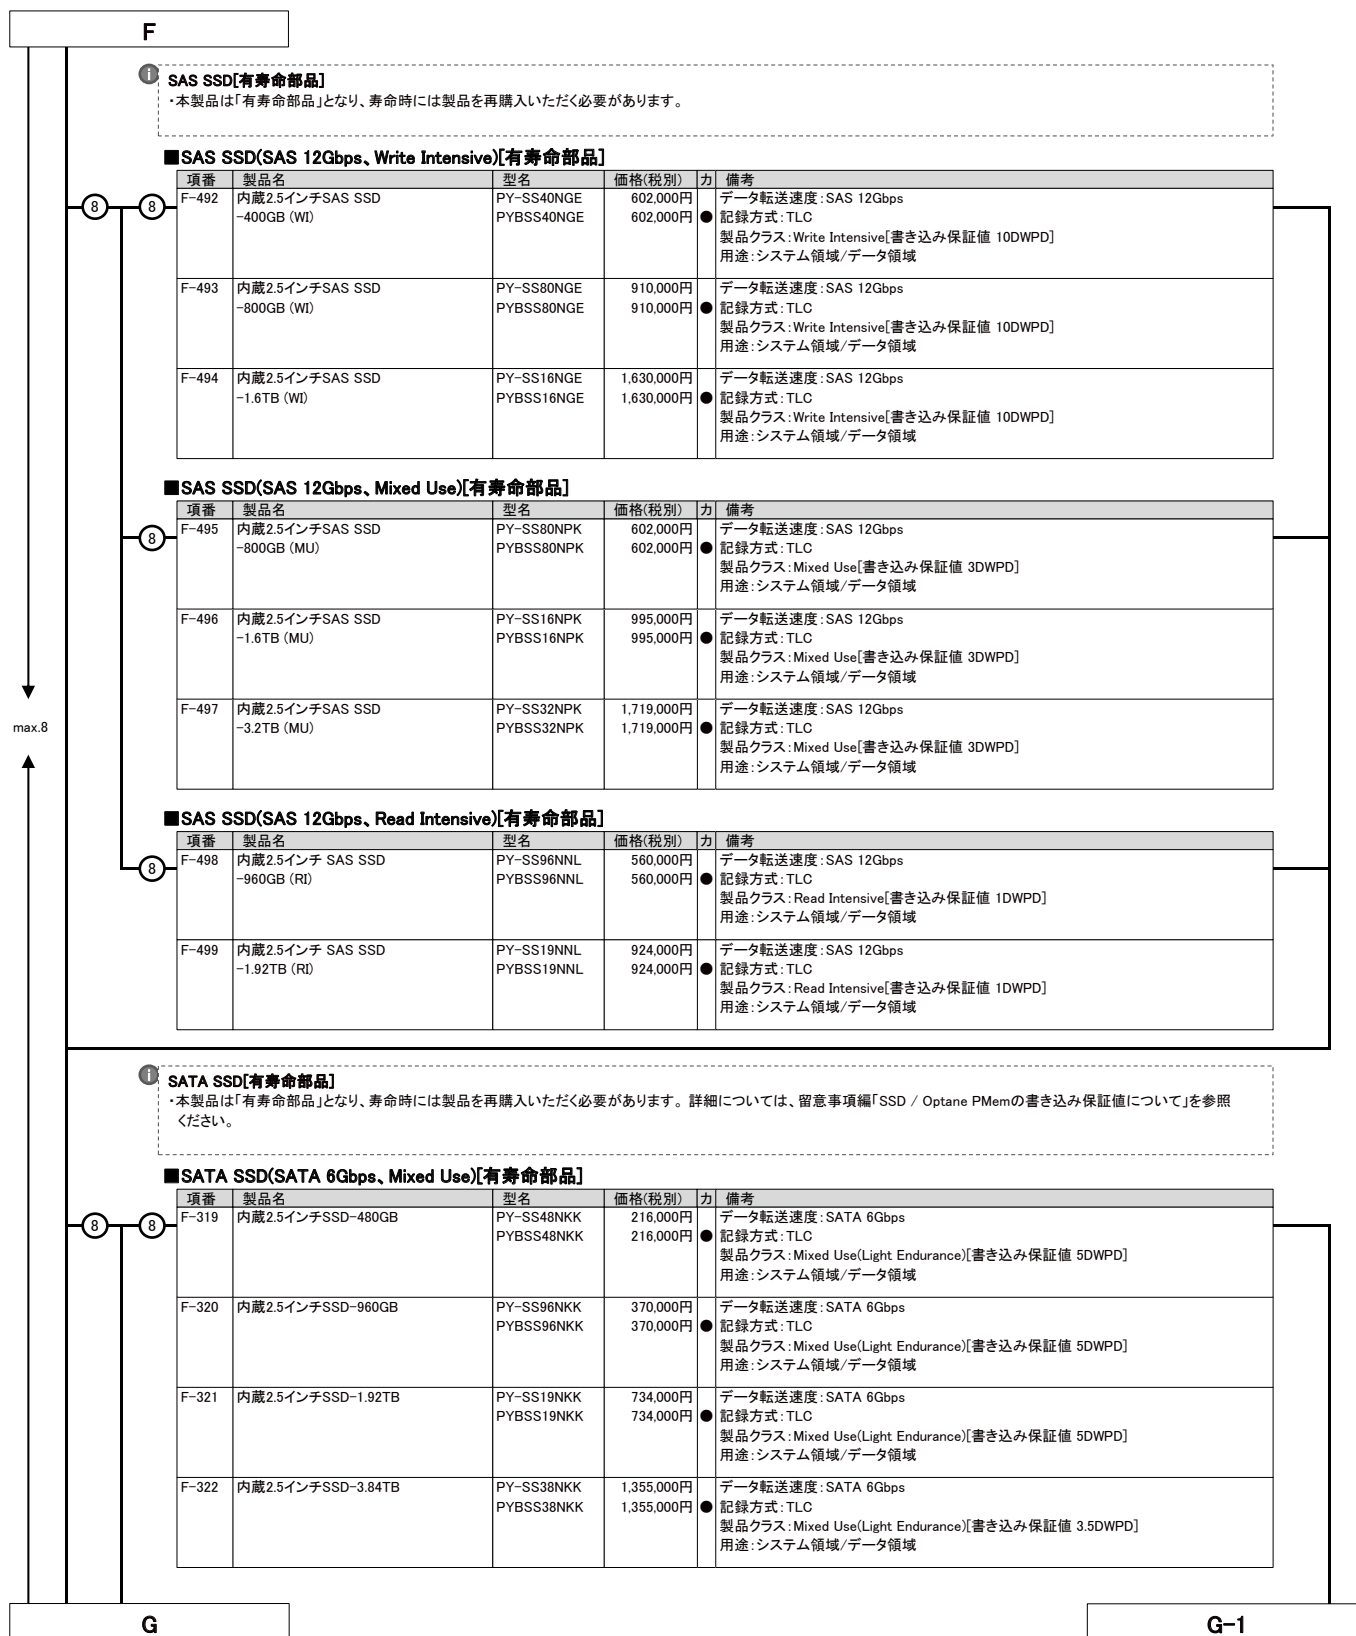 F
SAS SSD[有寿命部品]
・本製品は「有寿命部品」となり、寿命時には製品を再購入いただく必要があります。
■SAS SSD(SAS 12Gbps、Write Intensive)[有寿命部品]
項番 製品名 型名 価格(税別) カ 備考
8 8 F-492 内蔵2.5インチSAS SSD PY-SS40NGE 602,000円 データ転送速度:SAS 12Gbps
-400GB (WI) PYBSS40NGE 602,000円 ● 記録方式:TLC
製品クラス:Write Intensive[書き込み保証値 10DWPD]
用途:システム領域/データ領域
F-493 内蔵2.5インチSAS SSD PY-SS80NGE 910,000円 データ転送速度:SAS 12Gbps
-800GB (WI) PYBSS80NGE 910,000円 ● 記録方式:TLC
製品クラス:Write Intensive[書き込み保証値 10DWPD]
用途:システム領域/データ領域
F-494 内蔵2.5インチSAS SSD PY-SS16NGE 1,630,000円 データ転送速度:SAS 12Gbps
-1.6TB (WI) PYBSS16NGE 1,630,000円 ● 記録方式:TLC
製品クラス:Write Intensive[書き込み保証値 10DWPD]
用途:システム領域/データ領域
■SAS SSD(SAS 12Gbps、Mixed Use)[有寿命部品]
項番 製品名 型名 価格(税別) カ 備考
8 F-495 内蔵2.5インチSAS SSD PY-SS80NPK 602,000円 データ転送速度:SAS 12Gbps
-800GB (MU) PYBSS80NPK 602,000円 ● 記録方式:TLC
製品クラス:Mixed Use[書き込み保証値 3DWPD]
用途:システム領域/データ領域
F-496 内蔵2.5インチSAS SSD PY-SS16NPK 995,000円 データ転送速度:SAS 12Gbps
-1.6TB (MU) PYBSS16NPK 995,000円 ● 記録方式:TLC
製品クラス:Mixed Use[書き込み保証値 3DWPD]
用途:システム領域/データ領域
F-497 内蔵2.5インチSAS SSD PY-SS32NPK 1,719,000円 データ転送速度:SAS 12Gbps
max.8 -3.2TB (MU) PYBSS32NPK 1,719,000円 ● 記録方式:TLC
製品クラス:Mixed Use[書き込み保証値 3DWPD]
用途:システム領域/データ領域
■SAS SSD(SAS 12Gbps、Read Intensive)[有寿命部品]
項番 製品名 型名 価格(税別) カ 備考
8 F-498 内蔵2.5インチ SAS SSD PY-SS96NNL 560,000円 データ転送速度:SAS 12Gbps
-960GB (RI) PYBSS96NNL 560,000円 ● 記録方式:TLC
製品クラス:Read Intensive[書き込み保証値 1DWPD]
用途:システム領域/データ領域
F-499 内蔵2.5インチ SAS SSD PY-SS19NNL 924,000円 データ転送速度:SAS 12Gbps
-1.92TB (RI) PYBSS19NNL 924,000円 ● 記録方式:TLC
製品クラス:Read Intensive[書き込み保証値 1DWPD]
用途:システム領域/データ領域
SATA SSD[有寿命部品]
・本製品は「有寿命部品」となり、寿命時には製品を再購入いただく必要があります。詳細については、留意事項編「SSD / Optane PMemの書き込み保証値について」を参照
ください。
■SATA SSD(SATA 6Gbps、Mixed Use)[有寿命部品]
項番 製品名 型名 価格(税別) カ 備考
8 8 F-319 内蔵2.5インチSSD-480GB PY-SS48NKK 216,000円 データ転送速度:SATA 6Gbps
PYBSS48NKK 216,000円 ● 記録方式:TLC
製品クラス:Mixed Use(Light Endurance)[書き込み保証値 5DWPD]
用途:システム領域/データ領域
F-320 内蔵2.5インチSSD-960GB PY-SS96NKK 370,000円 データ転送速度:SATA 6Gbps
PYBSS96NKK 370,000円 ● 記録方式:TLC
製品クラス:Mixed Use(Light Endurance)[書き込み保証値 5DWPD]
用途:システム領域/データ領域
F-321 内蔵2.5インチSSD-1.92TB PY-SS19NKK 734,000円 データ転送速度:SATA 6Gbps
PYBSS19NKK 734,000円 ● 記録方式:TLC
製品クラス:Mixed Use(Light Endurance)[書き込み保証値 5DWPD]
用途:システム領域/データ領域
F-322 内蔵2.5インチSSD-3.84TB PY-SS38NKK 1,355,000円 データ転送速度:SATA 6Gbps
PYBSS38NKK 1,355,000円 ● 記録方式:TLC
製品クラス:Mixed Use(Light Endurance)[書き込み保証値 3.5DWPD]
用途:システム領域/データ領域
G G-1